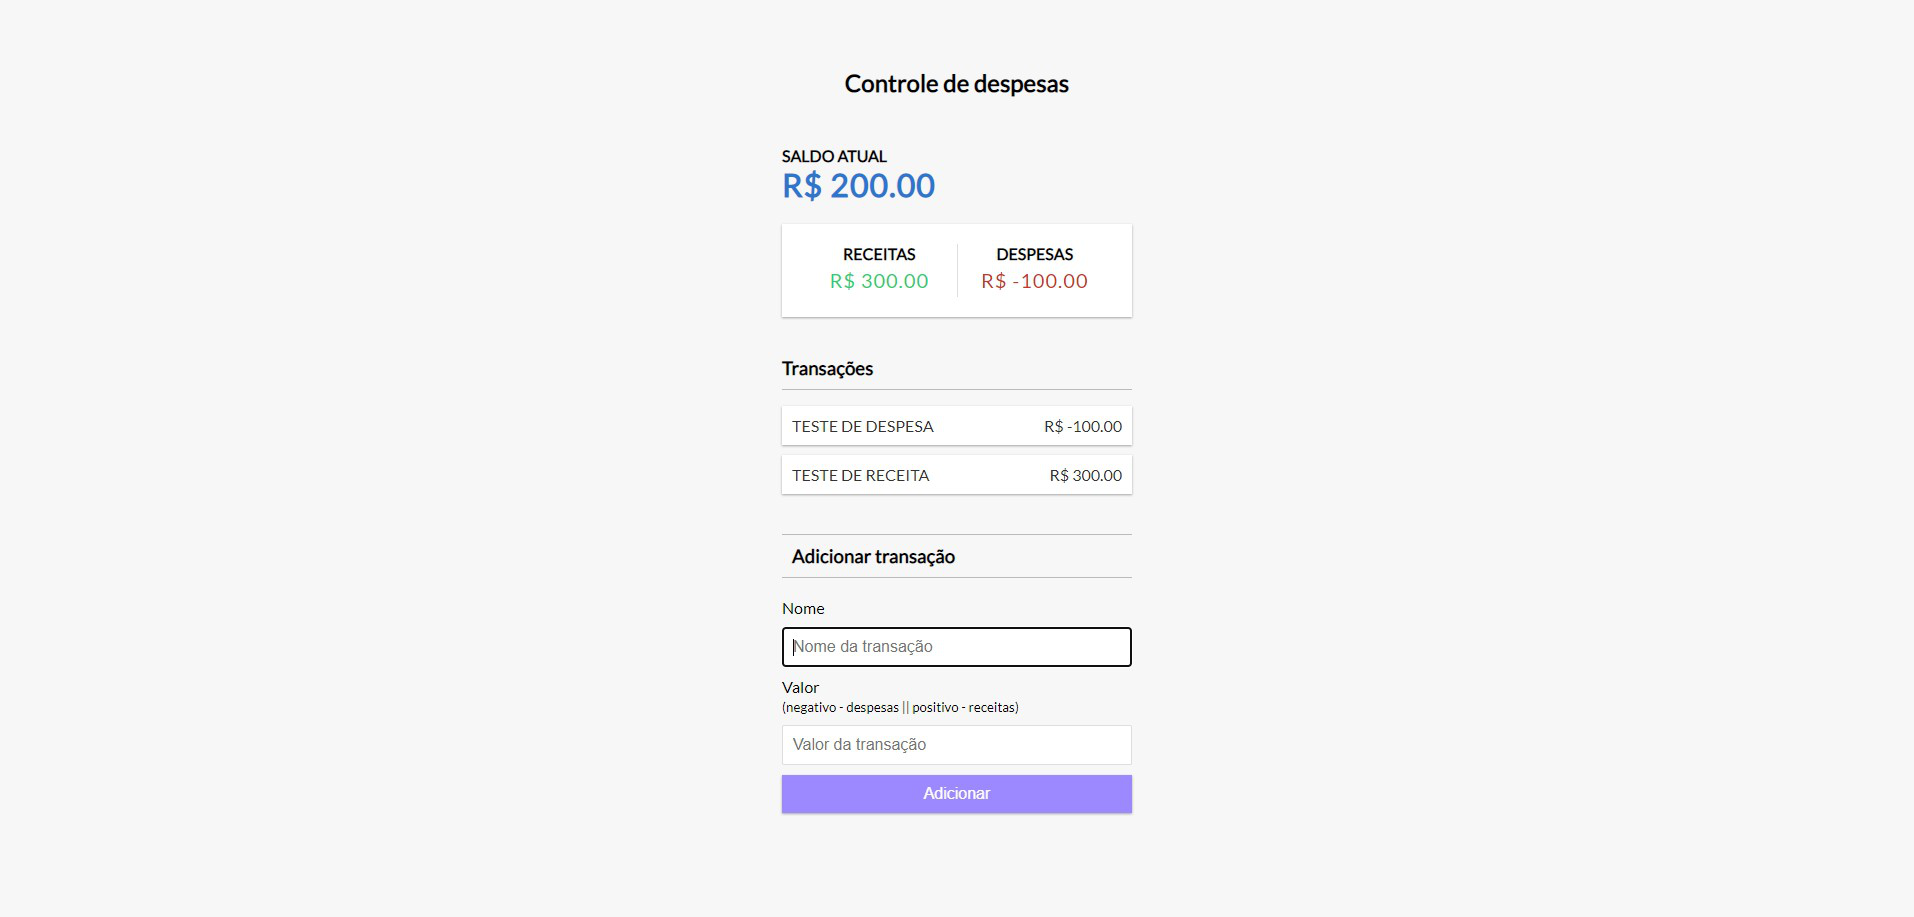 Controle de despesas
SALDO ATUAL
R$ 200.00
RECEITAS
R$ 300.00
DESPESAS
R$ -100.00
Transações
TESTE DE DESPESA R$ -100.00
TESTE DE RECEITA R$ 300.00
Adicionar transação
Nome
Nome da transação
Valor
(negativo - despesas || positivo - receitas)
Valor da transação
Adicionar